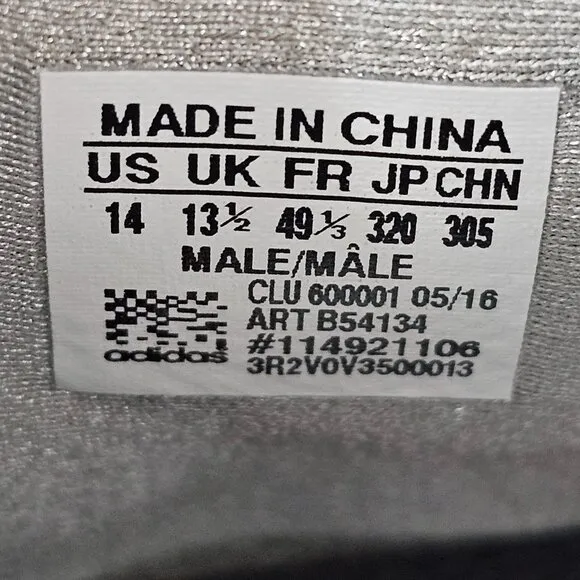 MADE IN CHINA
US UK FR JP CHN
14 13½ 49⅓ 320 305
MALE/MÂLE
CLU 600001 05/16
ART B54134
#114921106
adidas 3R2V0V3500013